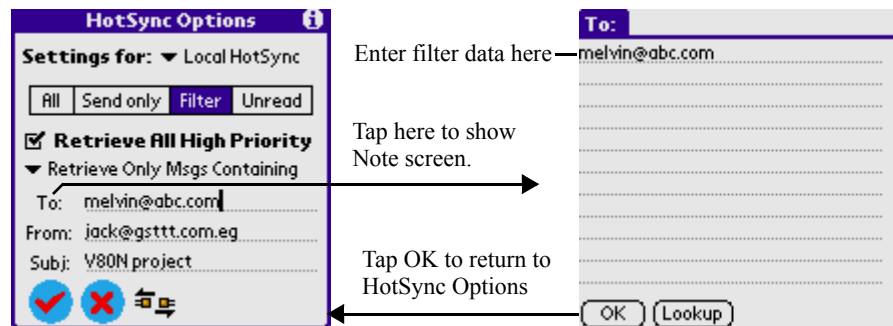 HotSync Options
Settings for: Local HotSync
All Send only Filter Unread
Retrieve All High Priority
Retrieve Only Msgs Containing
To: melvin@abc.com
From: jack@gsttt.com.eg
Subj: V80N project
Enter filter data here
Tap here to show
Note screen.
Tap OK to return to
HotSync Options
To:
melvin@abc.com
OK Lookup